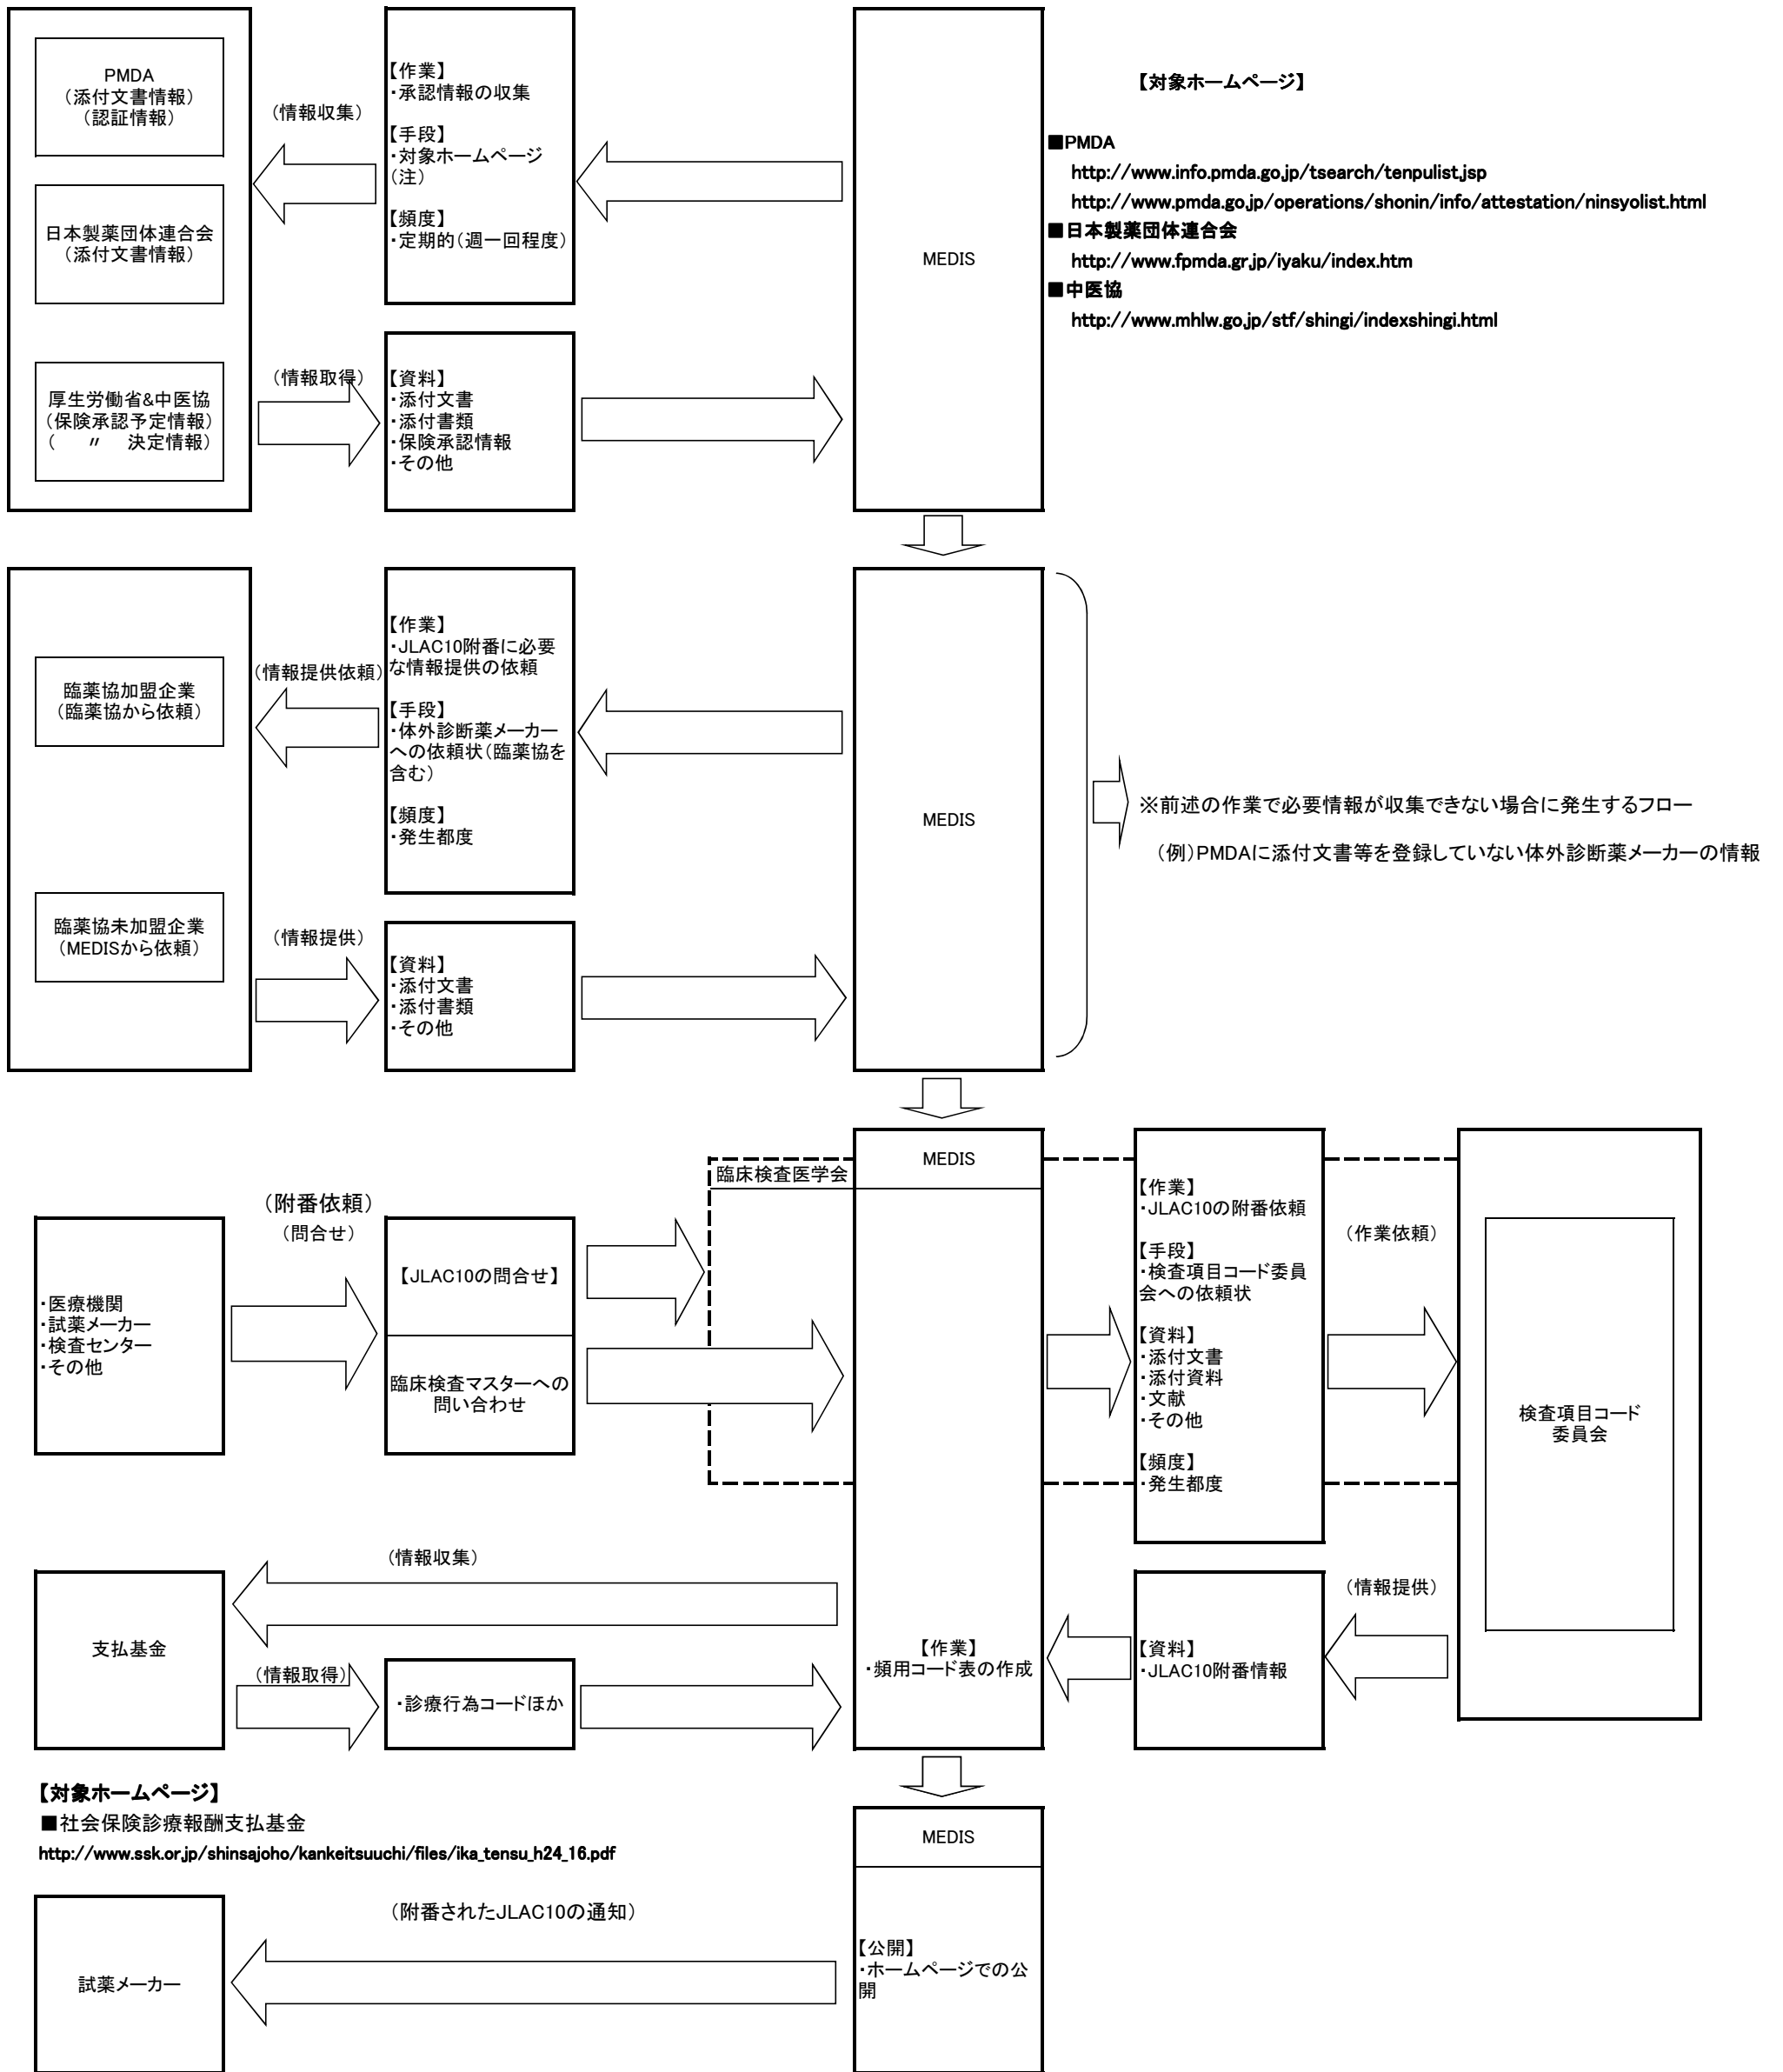 PMDA
（添付文書情報）
（認証情報）
日本製薬団体連合会
（添付文書情報）
厚生労働省&中医協
（保険承認予定情報）
（　〃　決定情報）
（情報収集）
（情報取得）
【作業】
・承認情報の収集
【手段】
・対象ホームページ
（注）
【頻度】
・定期的（週一回程度）
【資料】
・添付文書
・添付書類
・保険承認情報
・その他
MEDIS
【対象ホームページ】
■PMDA
http://www.info.pmda.go.jp/tsearch/tenpulist.jsp
http://www.pmda.go.jp/operations/shonin/info/attestation/ninsyolist.html
■日本製薬団体連合会
http://www.fpmda.gr.jp/iyaku/index.htm
■中医協
http://www.mhlw.go.jp/stf/shingi/indexshingi.html
臨薬協加盟企業
（臨薬協から依頼）
臨薬協未加盟企業
（MEDISから依頼）
（情報提供依頼）
（情報提供）
【作業】
・JLAC10附番に必要
な情報提供の依頼
【手段】
・体外診断薬メーカー
への依頼状（臨薬協を
含む）
【頻度】
・発生都度
【資料】
・添付文書
・添付書類
・その他
MEDIS
※前述の作業で必要情報が収集できない場合に発生するフロー
（例）PMDAに添付文書等を登録していない体外診断薬メーカーの情報
・医療機関
・試薬メーカー
・検査センター
・その他
（附番依頼）
（問合せ）
【JLAC10の問合せ】
臨床検査マスターへの
問い合わせ
臨床検査医学会
MEDIS
【作業】
・JLAC10の附番依頼
【手段】
・検査項目コード委員
会への依頼状
【資料】
・添付文書
・添付資料
・文献
・その他
【頻度】
・発生都度
（作業依頼）
検査項目コード
委員会
（情報収集）
支払基金
（情報取得）
・診療行為コードほか
【作業】
・頻用コード表の作成
【資料】
・JLAC10附番情報
（情報提供）
【対象ホームページ】
■社会保険診療報酬支払基金
http://www.ssk.or.jp/shinsajoho/kankeitsuuchi/files/ika_tensu_h24_16.pdf
MEDIS
試薬メーカー
（附番されたJLAC10の通知）
【公開】
・ホームページでの公
開